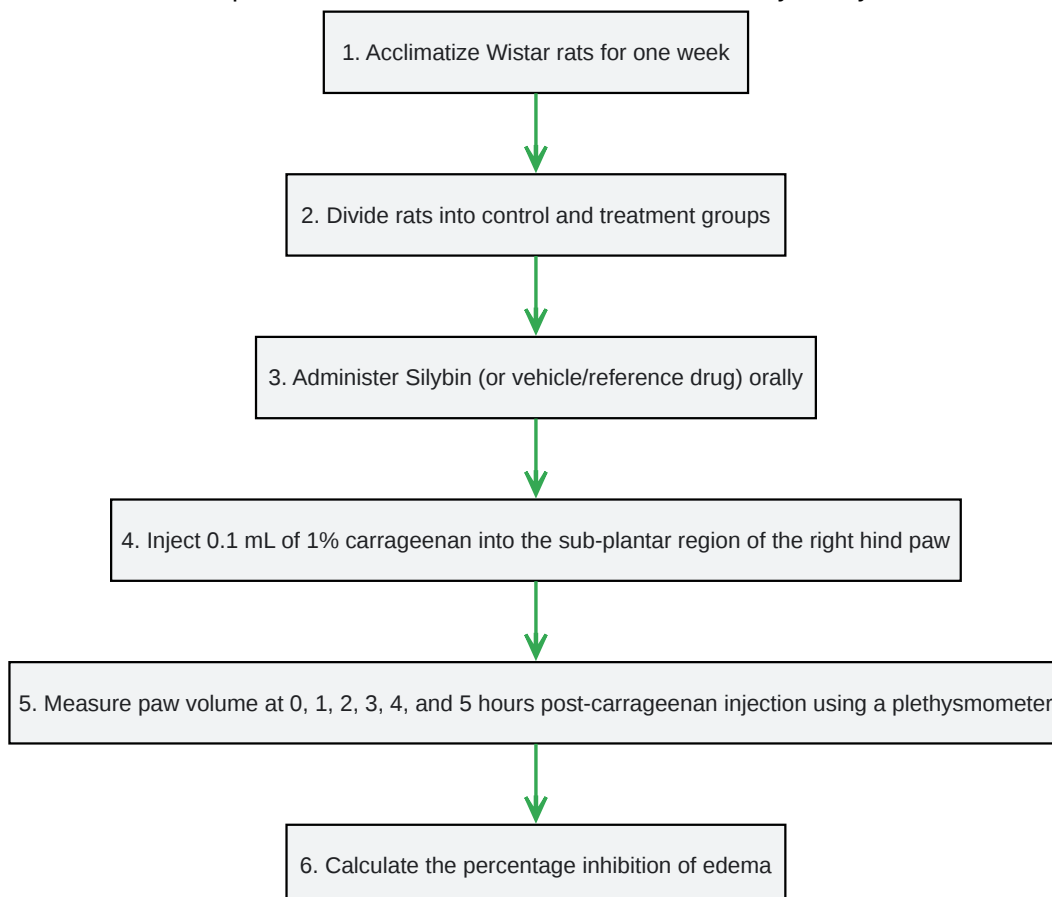 1. Acclimatize Wistar rats for one week
2. Divide rats into control and treatment groups
3. Administer Silybin (or vehicle/reference drug) orally
4. Inject 0.1 mL of 1% carrageenan into the sub-plantar region of the right hind paw
5. Measure paw volume at 0, 1, 2, 3, 4, and 5 hours post-carrageenan injection using a plethysmometer
6. Calculate the percentage inhibition of edema